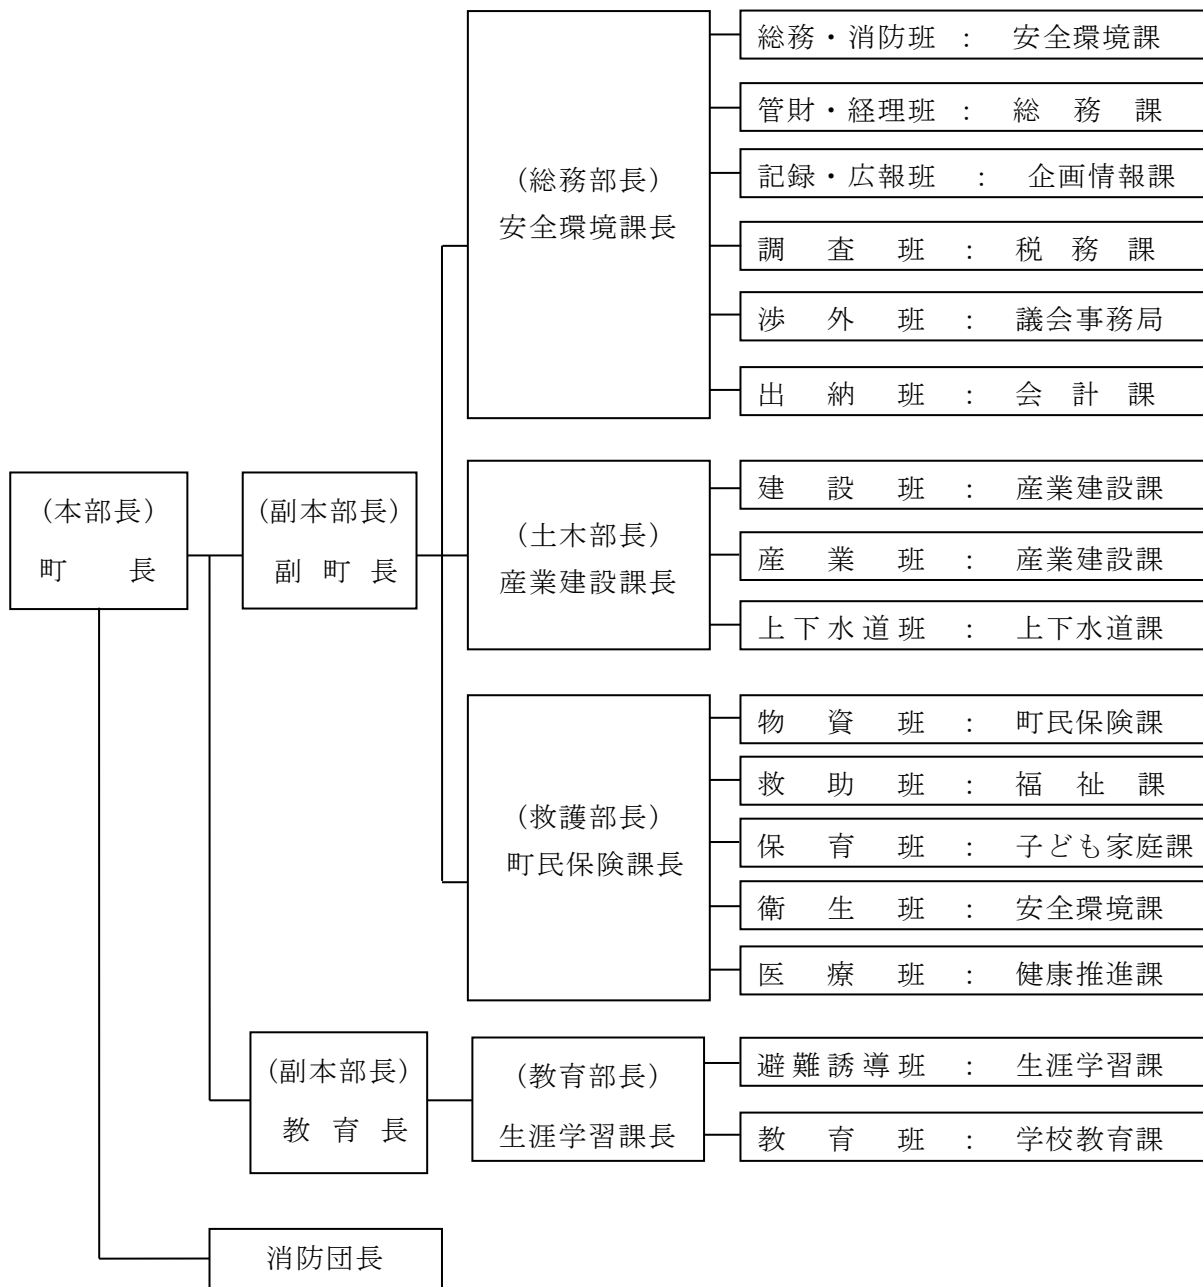 (本部長)
町 長
(副本部長)
副 町 長
(総務部長)
安全環境課長
総務・消防班 : 安全環境課
管財・経理班 : 総 務 課
記録・広報班 : 企画情報課
調 査 班 : 税 務 課
渉 外 班 : 議会事務局
出 納 班 : 会 計 課
(土木部長)
産業建設課長
建 設 班 : 産業建設課
産 業 班 : 産業建設課
上下水道班 : 上下水道課
(救護部長)
町民保険課長
物 資 班 : 町民保険課
救 助 班 : 福 祉 課
保 育 班 : 子ども家庭課
衛 生 班 : 安全環境課
医 療 班 : 健康推進課
(副本部長)
教 育 長
(教育部長)
生涯学習課長
避難誘導班 : 生涯学習課
教 育 班 : 学校教育課
消防団長